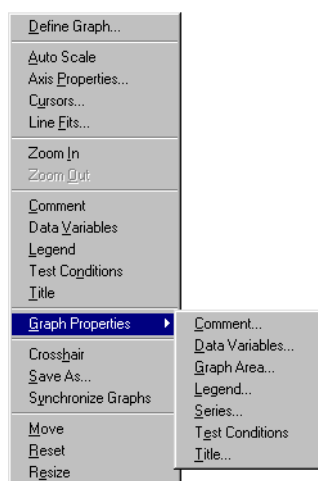 Define Graph...
Auto Scale
Axis Properties...
Cursors...
Line Fits...
Zoom In
Zoom Out
Comment
Data Variables
Legend
Test Conditions
Title
Graph Properties
Crosshair
Save As...
Synchronize Graphs
Move
Reset
Resize
Comment...
Data Variables...
Graph Area...
Legend...
Series...
Test Conditions
Title...